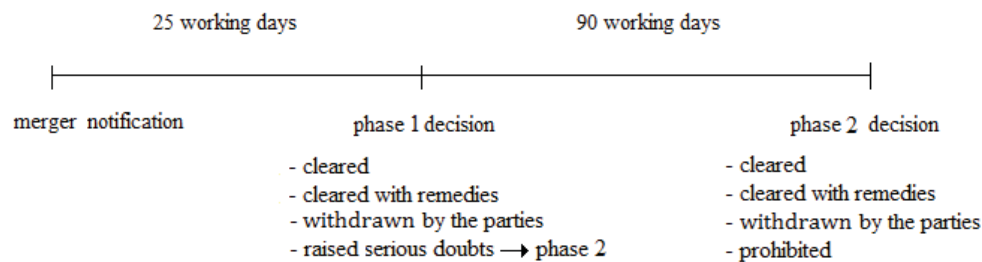 25 working days
90 working days
merger notification
phase 1 decision
phase 2 decision
- cleared
- cleared with remedies
- withdrawn by the parties
- raised serious doubts → phase 2
- cleared
- cleared with remedies
- withdrawn by the parties
- prohibited